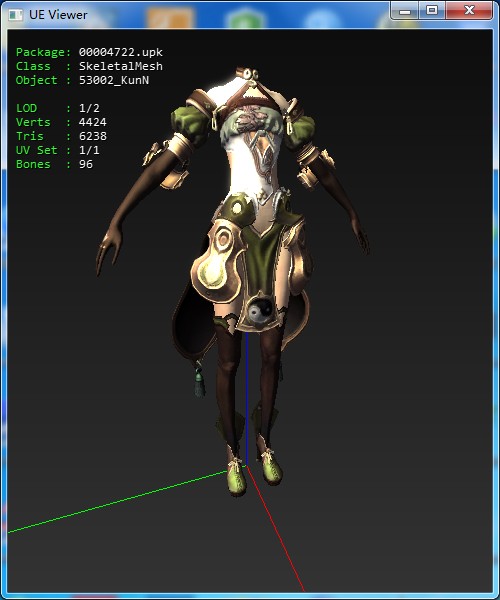 UE Viewer
Package: 00004722.upk
Class  : SkeletalMesh
Object : 53002_KunN
LOD    : 1/2
Verts  : 4424
Tris   : 6238
UV Set : 1/1
Bones  : 96